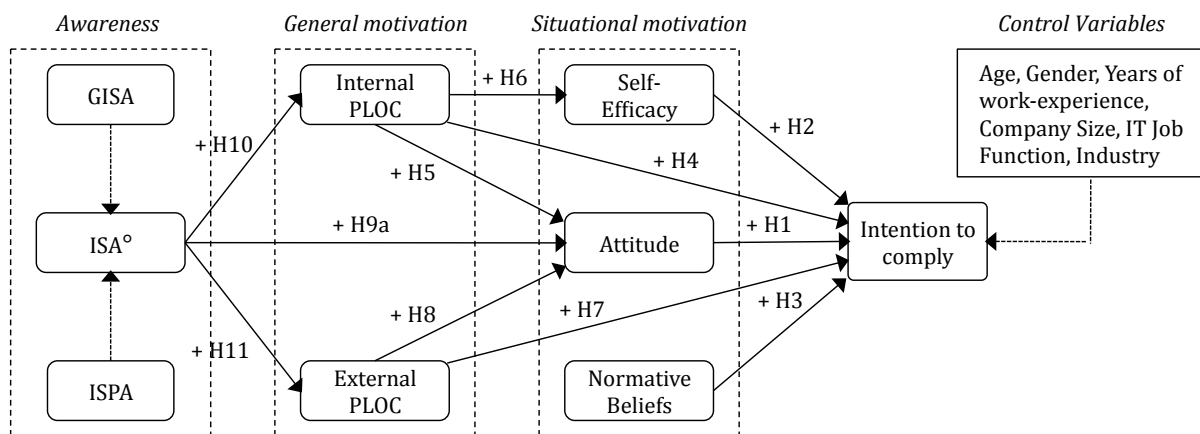 Awareness
General motivation
Situational motivation
Control Variables
GISA
Internal
PLOC
+ H6
Self-
Efficacy
Age, Gender, Years of
work-experience,
Company Size, IT Job
Function, Industry
+ H10
+ H2
+ H4
+ H5
ISA°
+ H9a
Attitude
+ H1
Intention to
comply
+ H8
+ H7
+ H3
+ H11
ISPA
External
PLOC
Normative
Beliefs